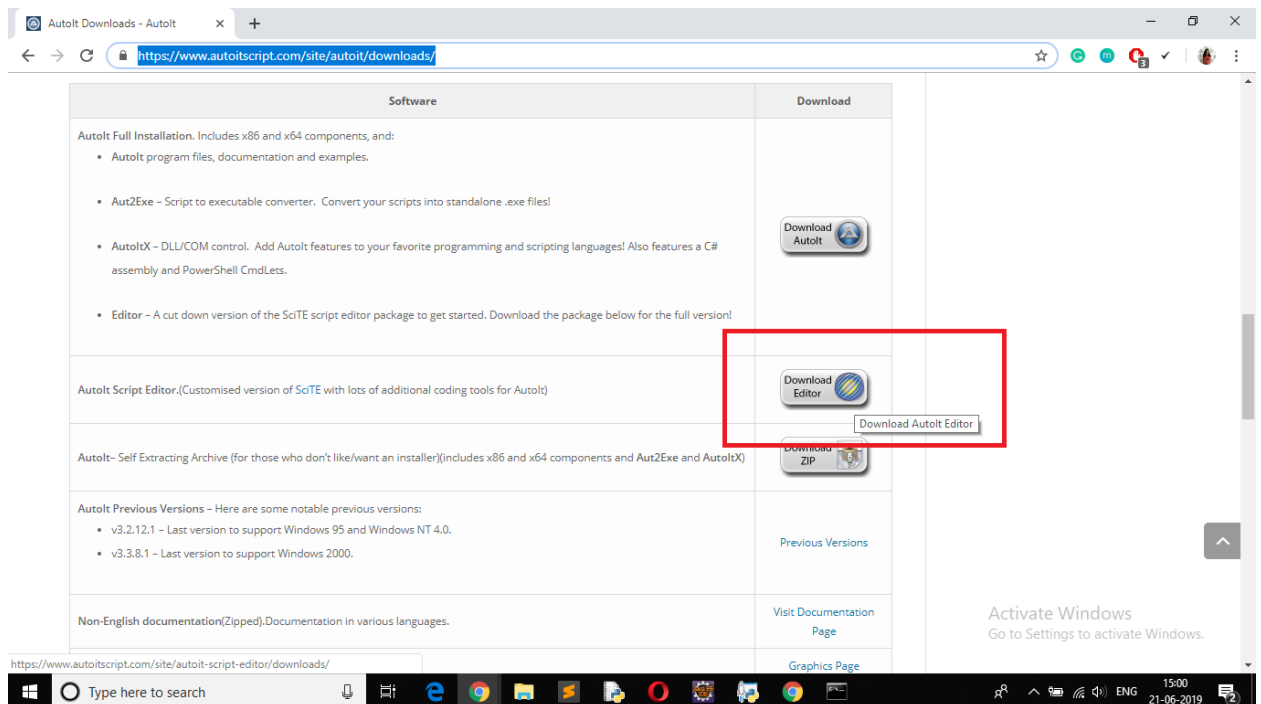 AutoIt Downloads - AutoIt
https://www.autoitscript.com/site/autoit/downloads/
3
Software
Download
AutoIt Full Installation. Includes x86 and x64 components, and:
AutoIt program files, documentation and examples.
Aut2Exe – Script to executable converter. Convert your scripts into standalone .exe files!
AutoItX – DLL/COM control. Add AutoIt features to your favorite programming and scripting languages! Also features a C#
assembly and PowerShell CmdLets.
Editor – A cut down version of the SciTE script editor package to get started. Download the package below for the full version!
Download
AutoIt
AutoIt Script Editor.(Customised version of SciTE with lots of additional coding tools for AutoIt)
Download
Editor
Download AutoIt Editor
AutoIt– Self Extracting Archive (for those who don't like/want an installer)(includes x86 and x64 components and Aut2Exe and AutoItX)
Download
ZIP
AutoIt Previous Versions – Here are some notable previous versions:
v3.2.12.1 – Last version to support Windows 95 and Windows NT 4.0.
v3.3.8.1 – Last version to support Windows 2000.
Previous Versions
Non-English documentation(Zipped).Documentation in various languages.
Visit Documentation
Page
Activate Windows
Go to Settings to activate Windows.
https://www.autoitscript.com/site/autoit-script-editor/downloads/
Graphics Page
Type here to search
ENG
15:00
21-06-2019
2